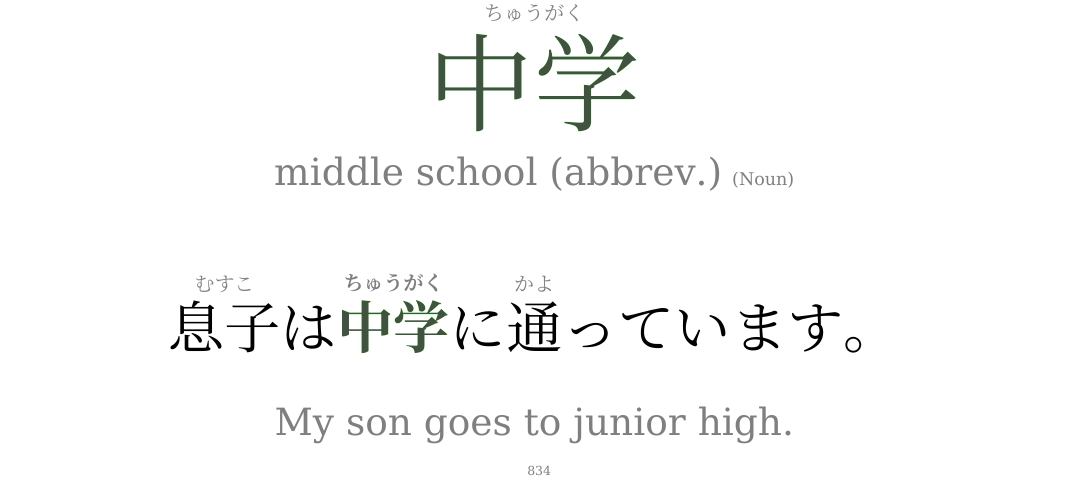 ちゅうがく
中学
middle school (abbrev.) (Noun)
むすこ ちゅうがく かよ
息子は中学に通っています。
My son goes to junior high.
834